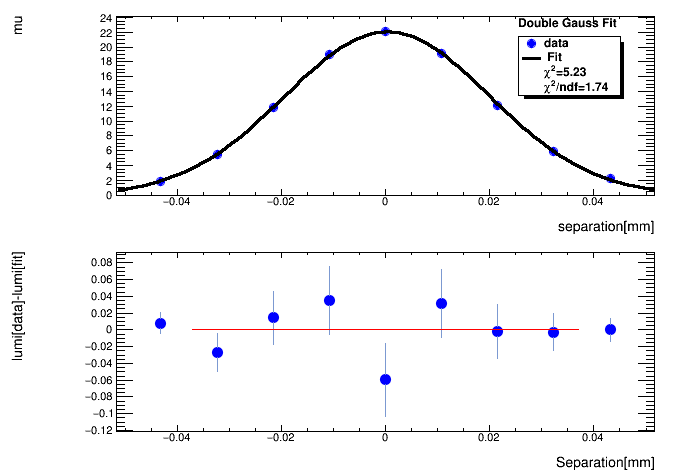 mu
Double Gauss Fit
data
Fit
χ²=5.23
χ²/ndf=1.74
24
22
20
18
16
14
12
10
8
6
4
2
0
−0.04 −0.02 0 0.02 0.04
separation[mm]
lumi[data]-lumi[fit]
0.08
0.06
0.04
0.02
0
−0.02
−0.04
−0.06
−0.08
−0.1
−0.12
−0.04 −0.02 0 0.02 0.04
Separation[mm]